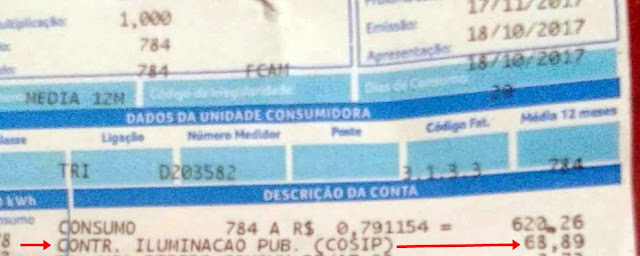 17/11/2017
Multiplicação: 1,000
Emissão: 18/10/2017
784
Apresentação: 18/10/2017
784 FCAM
MEDIA 12M Código de Irregularidade Dias de Consumo
DADOS DA UNIDADE CONSUMIDORA
Classe Ligação Número Medidor Poste Código Fat. Média 12 meses
TRI D203582 3.1.3.3 784
kWh DESCRIÇÃO DA CONTA
CONSUMO 784 A R$ 0,791154 = 620,26
CONTR. ILUMINACAO PUB. (COSIP) 68,89